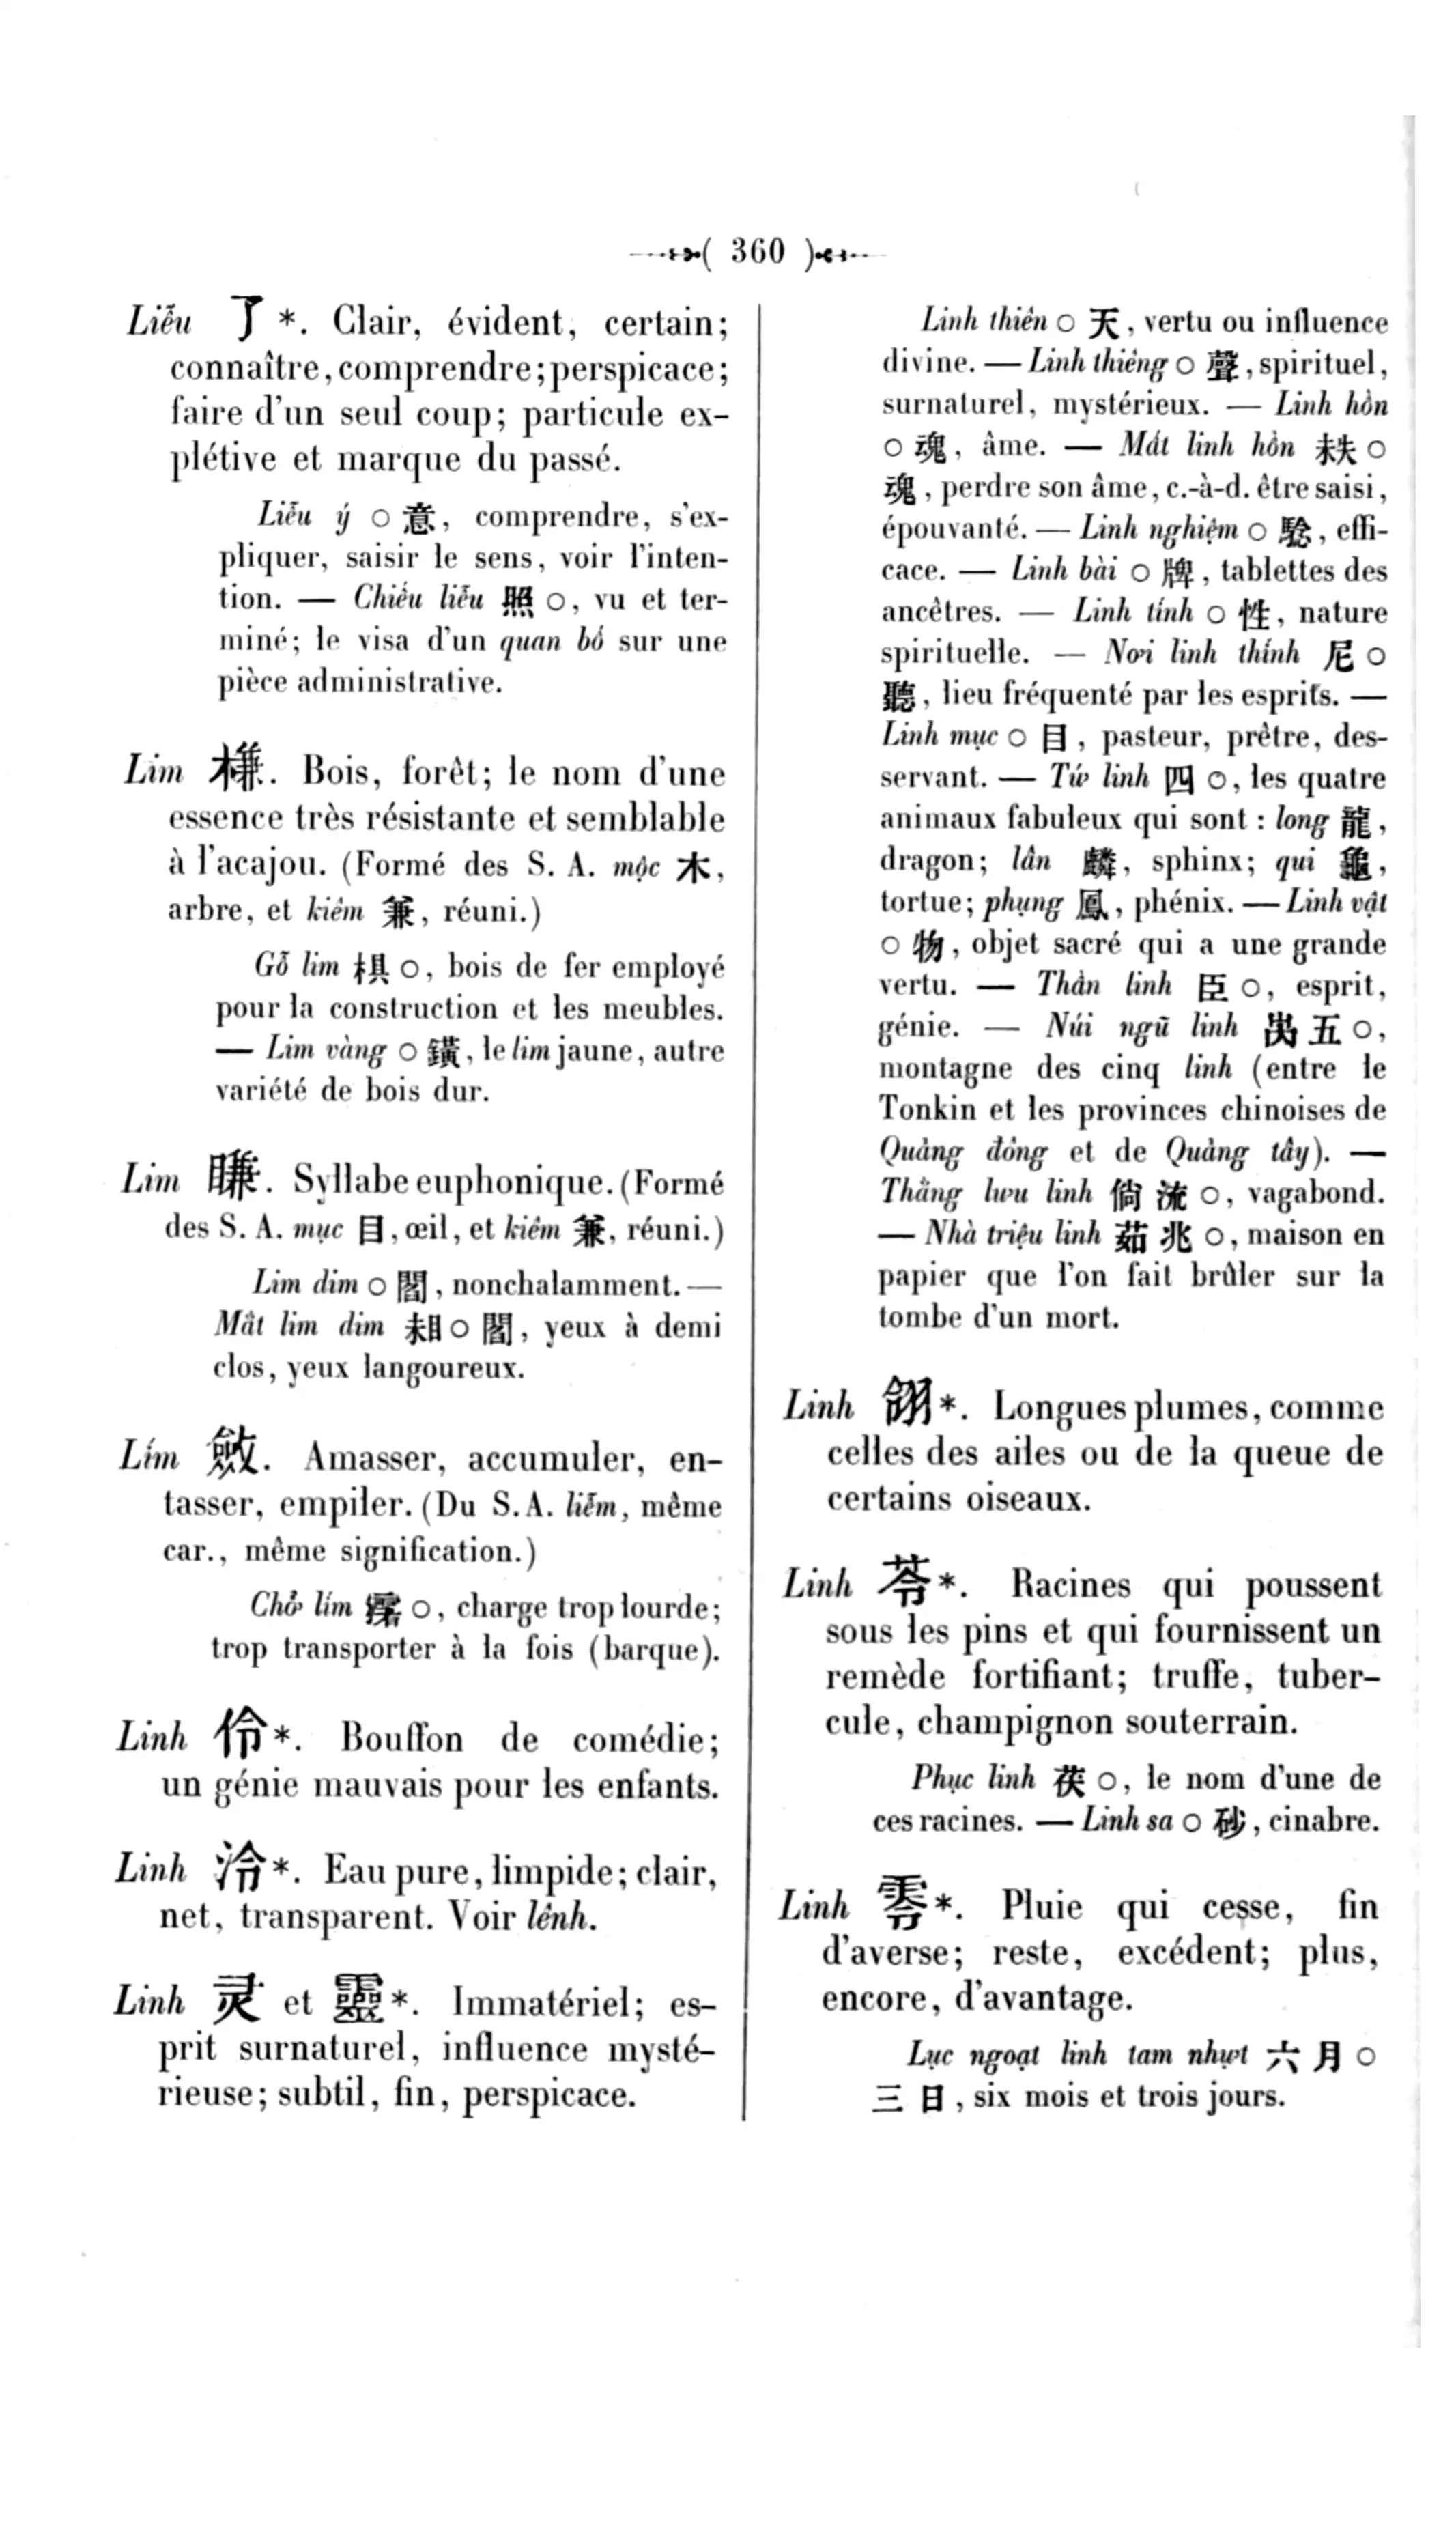 ( 360 )
Liễu 了 *. Clair, évident, certain;
connaître, comprendre; perspicace;
faire d'un seul coup; particule ex-
plétive et marque du passé.
Liễu ý ○ 意, comprendre, s'ex-
pliquer, saisir le sens, voir l'inten-
tion. — Chiếu liễu 照 ○, vu et ter-
miné; le visa d'un quan bố sur une
pièce administrative.
Lim 槏. Bois, forêt; le nom d'une
essence très résistante et semblable
à l'acajou. (Formé des S. A. mộc 木,
arbre, et kiêm 兼, réuni.)
Gỗ lim 椇 ○, bois de fer employé
pour la construction et les meubles.
— Lim vàng ○ 鐄, le lim jaune, autre
variété de bois dur.
Lim 瞵. Syllabe euphonique. (Formé
des S. A. mục 目, œil, et kiêm 兼, réuni.)
Lim dim ○ 閻, nonchalamment. —
Mắt lim dim 眜 ○ 閻, yeux à demi
clos, yeux langoureux.
Lím 斂. Amasser, accumuler, en-
tasser, empiler. (Du S. A. liễm, même
car., même signification.)
Chở lím ○, charge trop lourde;
trop transporter à la fois (barque).
Linh 伶 *. Bouffon de comédie;
un génie mauvais pour les enfants.
Linh 泠 *. Eau pure, limpide; clair,
net, transparent. Voir lênh.
Linh 灵 et 靈 *. Immatériel; es-
prit surnaturel, influence mysté-
rieuse; subtil, fin, perspicace.
Linh thiên ○ 天, vertu ou influence
divine. — Linh thiêng ○ 聲, spirituel,
surnaturel, mystérieux. — Linh hồn
○ 魂, âme. — Mất linh hồn 𠅒 ○
魂, perdre son âme, c.-à-d. être saisi,
épouvanté. — Linh nghiệm ○ 驗, effi-
cace. — Linh bài ○ 牌, tablettes des
ancêtres. — Linh tính ○ 性, nature
spirituelle. — Nơi linh thính 尼 ○
聽, lieu fréquenté par les esprits. —
Linh mục ○ 目, pasteur, prêtre, des-
servant. — Tứ linh 四 ○, les quatre
animaux fabuleux qui sont : long 龍,
dragon; lân 麟, sphinx; qui 龜,
tortue; phụng 鳳, phénix. — Linh vật
○ 物, objet sacré qui a une grande
vertu. — Thần linh 臣 ○, esprit,
génie. — Núi ngũ linh 五 ○,
montagne des cinq linh (entre le
Tonkin et les provinces chinoises de
Quảng đông et de Quảng tây). —
Thằng lưu linh 倘 流 ○, vagabond.
— Nhà triệu linh 茹 兆 ○, maison en
papier que l'on fait brûler sur la
tombe d'un mort.
Linh 翎 *. Longues plumes, comme
celles des ailes ou de la queue de
certains oiseaux.
Linh 苓 *. Racines qui poussent
sous les pins et qui fournissent un
remède fortifiant; truffe, tuber-
cule, champignon souterrain.
Phục linh 茯 ○, le nom d'une de
ces racines. — Linh sa ○ 砂, cinabre.
Linh 零 *. Pluie qui cesse, fin
d'averse; reste, excédent; plus,
encore, d'avantage.
Lục ngoạt linh tam nhựt 六 月 ○
三 日, six mois et trois jours.